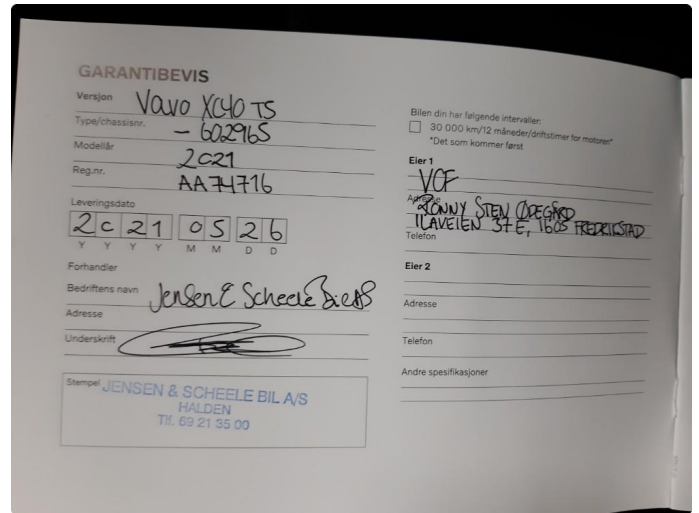 GARANTIBEVIS
Versjon Volvo XC40 T5
Type/chassisnr. - 602965
Modellår 2021
Reg.nr. AA74716
Leveringsdato
2021 05 26
Y Y Y Y M M D D
Forhandler
Bedriftens navn Jensen & Scheele Bil AS
Adresse
Underskrift
Stempel JENSEN & SCHEELE BIL A/S
HALDEN
Tlf. 69 21 35 00
Bilen din har følgende intervaller:
30 000 km/12 måneder/driftstimer for motoren*
*Det som kommer først
Eier 1
VCF
Adresse RONNY STEN ØDEGÅRD
37E, 1605 FREDRIKSTAD
Telefon
Eier 2
Adresse
Telefon
Andre spesifikasjoner